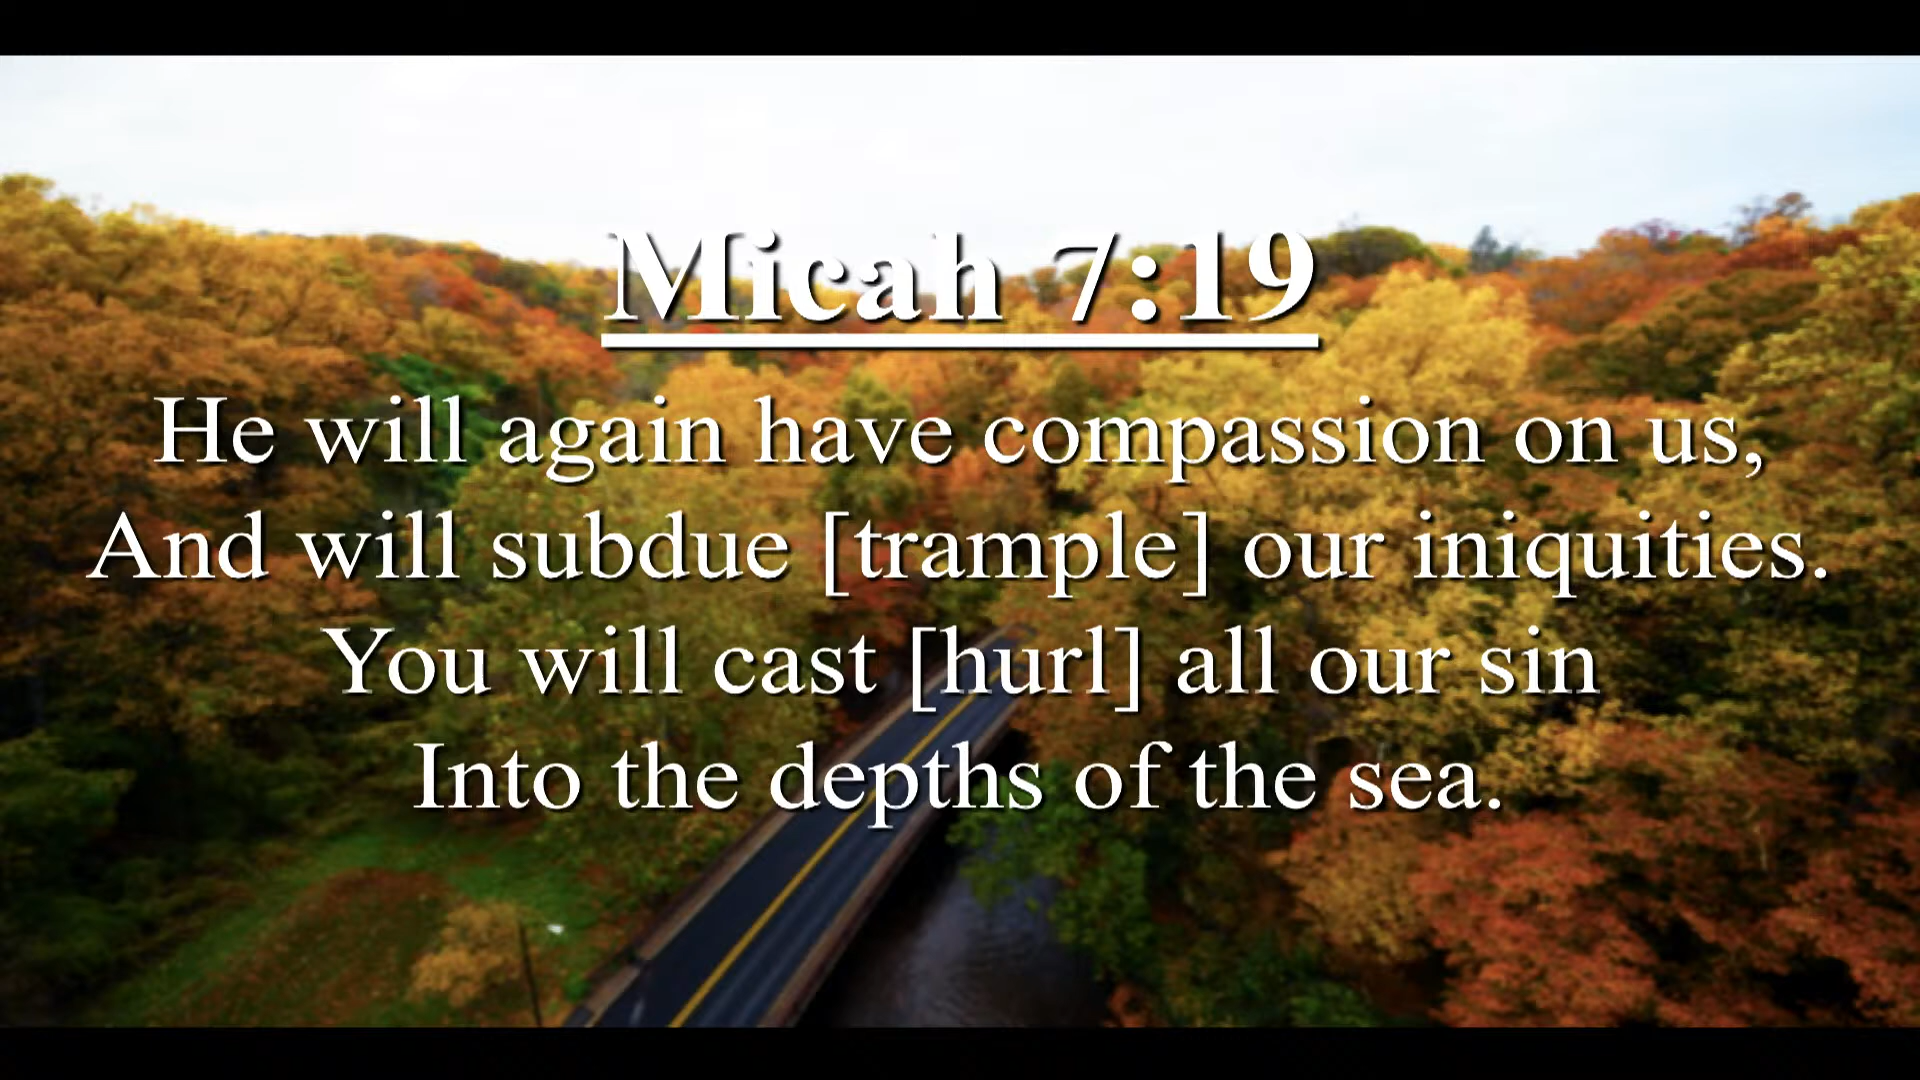 Micah 7:19
He will again have compassion on us,
And will subdue [trample] our iniquities.
You will cast [hurl] all our sin
Into the depths of the sea.